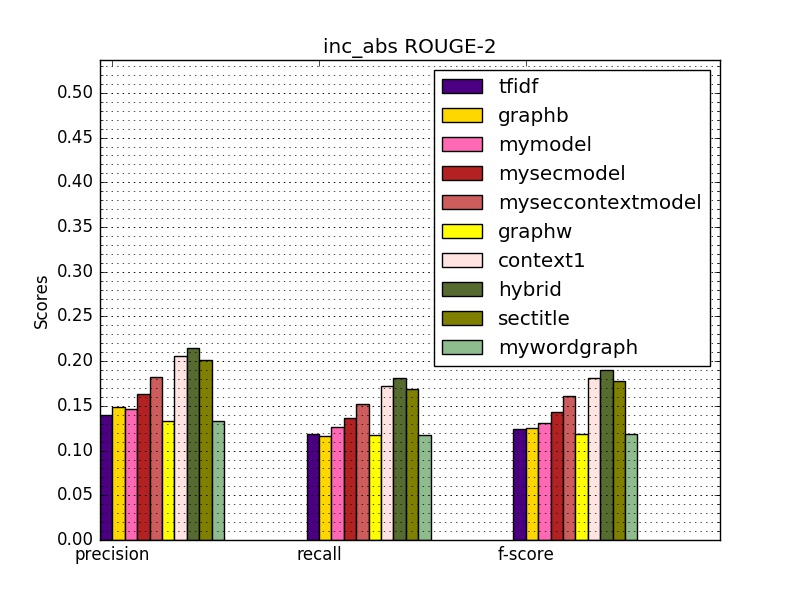 inc_abs ROUGE-2
Scores
0.50
0.45
0.40
0.35
0.30
0.25
0.20
0.15
0.10
0.05
0.00
tfidf
graphb
mymodel
mysecmodel
myseccontextmodel
graphw
context1
hybrid
sectitle
mywordgraph
precision recall f-score